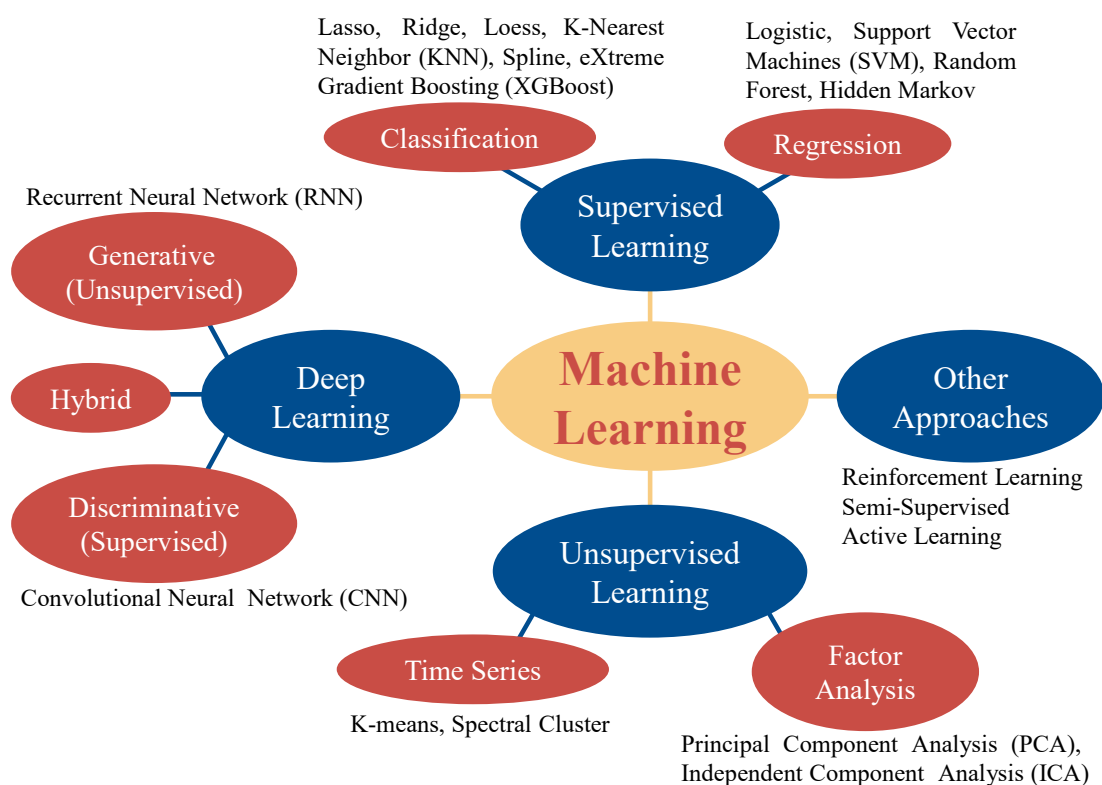 Lasso, Ridge, Loess, K-Nearest
Neighbor (KNN), Spline, eXtreme
Gradient Boosting (XGBoost)
Classification
Logistic, Support Vector
Machines (SVM), Random
Forest, Hidden Markov
Regression
Supervised
Learning
Recurrent Neural Network (RNN)
Generative
(Unsupervised)
Hybrid
Deep
Learning
Discriminative
(Supervised)
Convolutional Neural Network (CNN)
Machine
Learning
Other
Approaches
Reinforcement Learning
Semi-Supervised
Active Learning
Unsupervised
Learning
Time Series
K-means, Spectral Cluster
Factor
Analysis
Principal Component Analysis (PCA),
Independent Component Analysis (ICA)